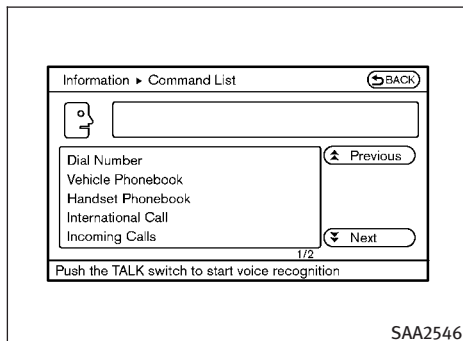 Information ▸ Command List
BACK
Dial Number
Previous
Vehicle Phonebook
Handset Phonebook
International Call
Incoming Calls
Next
1/2
Push the TALK switch to start voice recognition
SAA2546